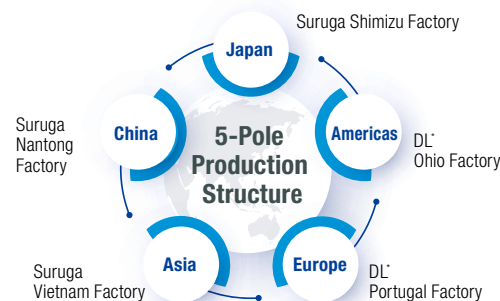 Suruga Shimizu Factory
Japan
China
Suruga
Nantong
Factory
5-Pole
Production
Structure
Americas
DL*
Ohio Factory
Asia
Suruga
Vietnam Factory
Europe
DL*
Portugal Factory